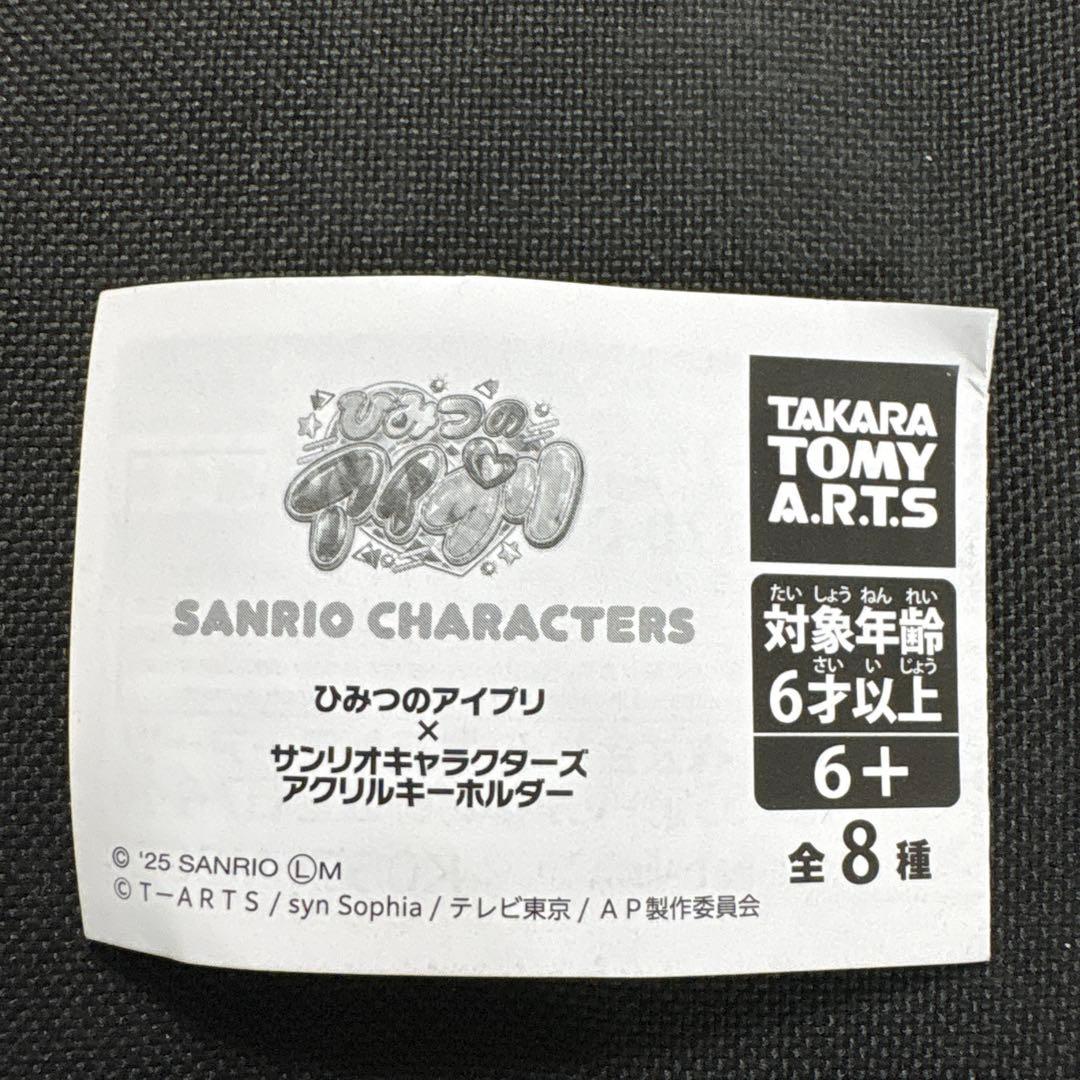 ひみつの
アイプリ
SANRIO CHARACTERS
ひみつのアイプリ
×
サンリオキャラクターズ
アクリルキーホルダー
© '25 SANRIO Ⓛ M
© T-ARTS / syn Sophia / テレビ東京 / AP製作委員会
TAKARA
TOMY
A.R.T.S
たい しょう ねん れい
対象年齢
さい い じょう
6才以上
6+
全8種